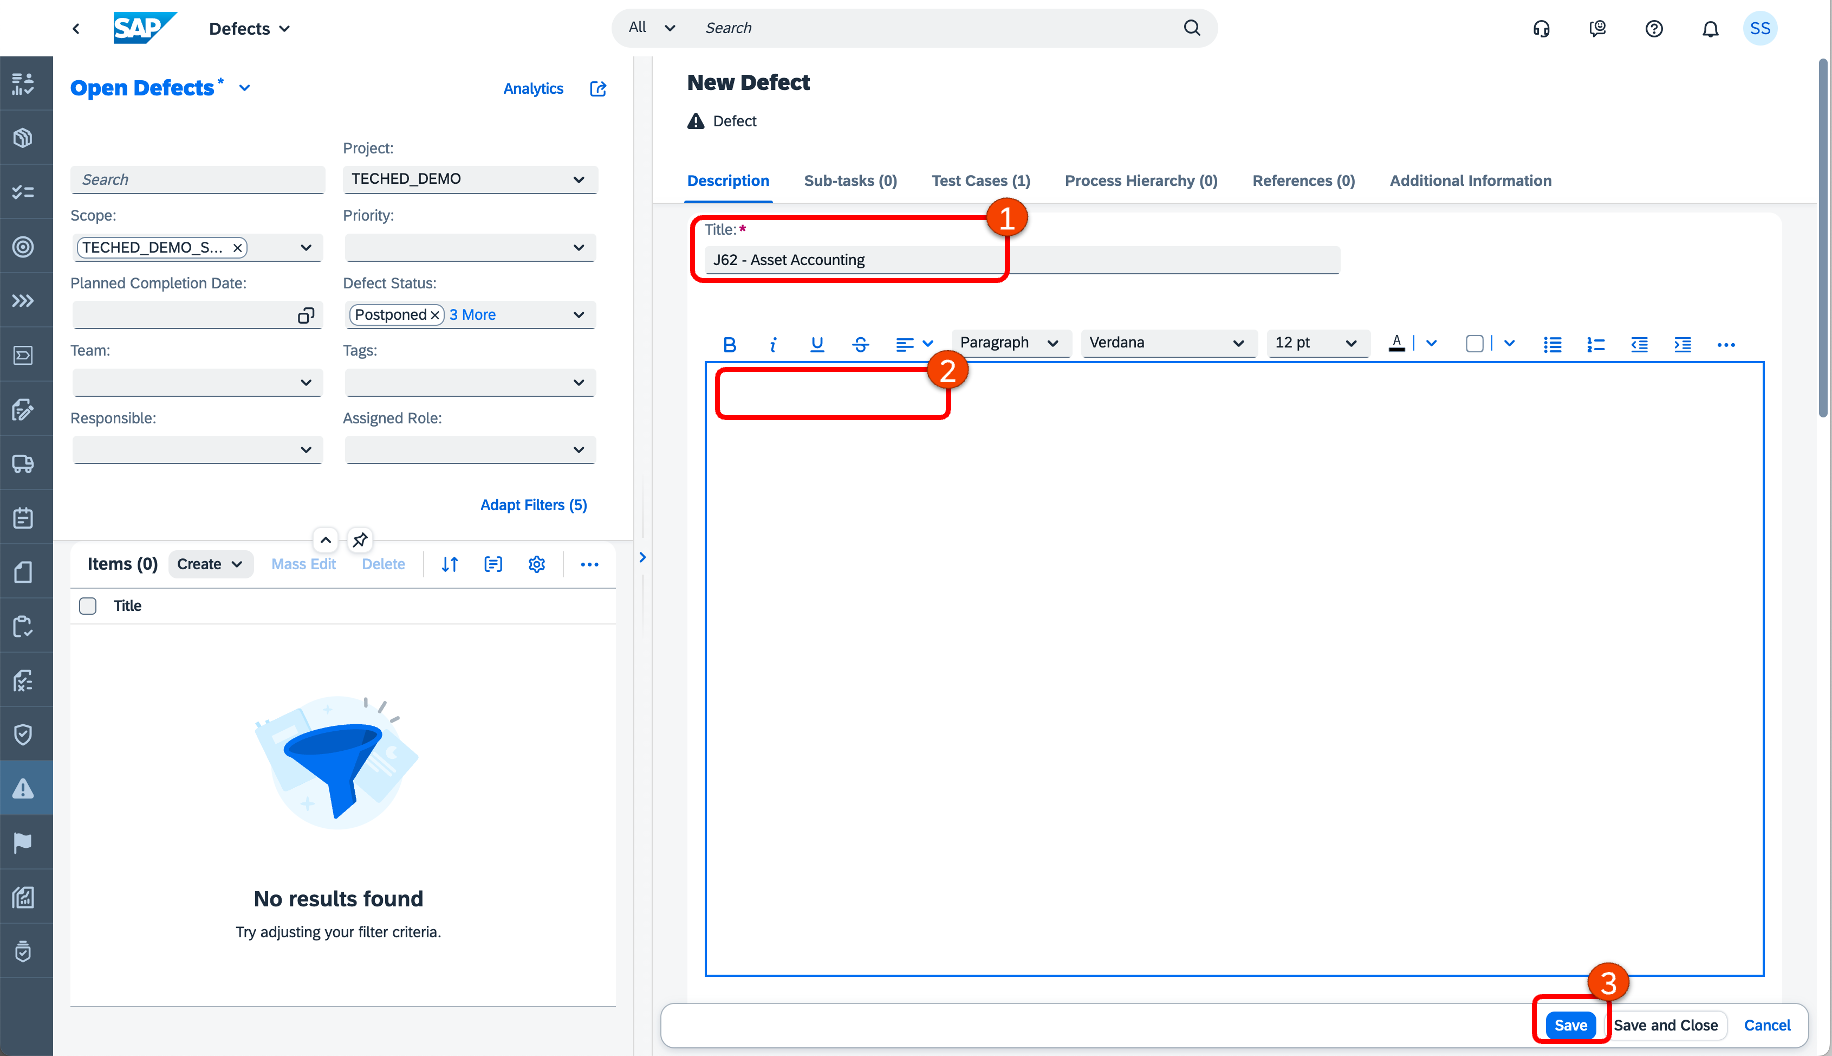 SAP
Defects
All
Search
SS
Open Defects*
Analytics
Project:
Search
TECHED_DEMO
Scope:
Priority:
TECHED_DEMO_S...
Planned Completion Date:
Defect Status:
Postponed
3 More
Team:
Tags:
Responsible:
Assigned Role:
Adapt Filters (5)
Items (0)
Create
Mass Edit
Delete
Title
No results found
Try adjusting your filter criteria.
New Defect
Defect
Description
Sub-tasks (0)
Test Cases (1)
Process Hierarchy (0)
References (0)
Additional Information
1
Title:*
J62 - Asset Accounting
B i U S
Paragraph
Verdana
12 pt
A
2
3
Save
Save and Close
Cancel